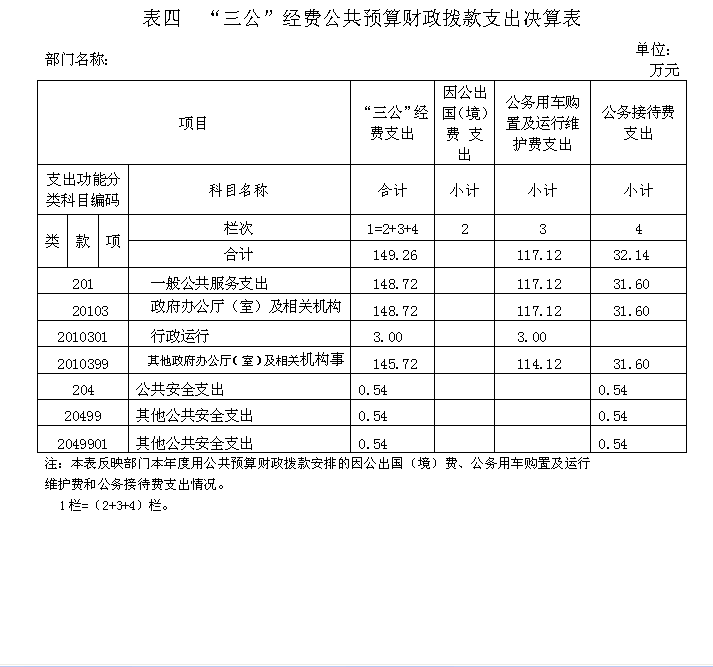 表四 “三公”经费公共预算财政拨款支出决算表
部门名称:
单位:
万元
项目 “三公”经费支出 因公出国(境)费 支出 公务用车购置及运行维护费支出 公务接待费支出
支出功能分类科目编码 科目名称 合计 小计 小计 小计
类 款 项 栏次 1=2+3+4 2 3 4
合计 149.26 117.12 32.14
201 一般公共服务支出 148.72 117.12 31.60
20103 政府办公厅（室）及相关机构 148.72 117.12 31.60
2010301 行政运行 3.00 3.00
2010399 其他政府办公厅(室)及相关机构事 145.72 114.12 31.60
204 公共安全支出 0.54 0.54
20499 其他公共安全支出 0.54 0.54
2049901 其他公共安全支出 0.54 0.54
注：本表反映部门本年度用公共预算财政拨款安排的因公出国（境）费、公务用车购置及运行
维护费和公务接待费支出情况。
1栏=（2+3+4）栏。